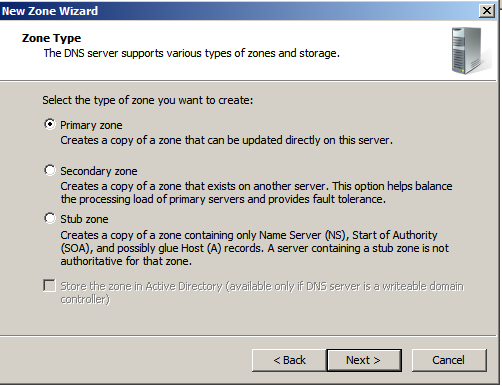 New Zone Wizard
Zone Type
The DNS server supports various types of zones and storage.
Select the type of zone you want to create:
Primary zone
Creates a copy of a zone that can be updated directly on this server.
Secondary zone
Creates a copy of a zone that exists on another server. This option helps balance
the processing load of primary servers and provides fault tolerance.
Stub zone
Creates a copy of a zone containing only Name Server (NS), Start of Authority
(SOA), and possibly glue Host (A) records. A server containing a stub zone is not
authoritative for that zone.
Store the zone in Active Directory (available only if DNS server is a writeable domain
controller)
< Back
Next >
Cancel